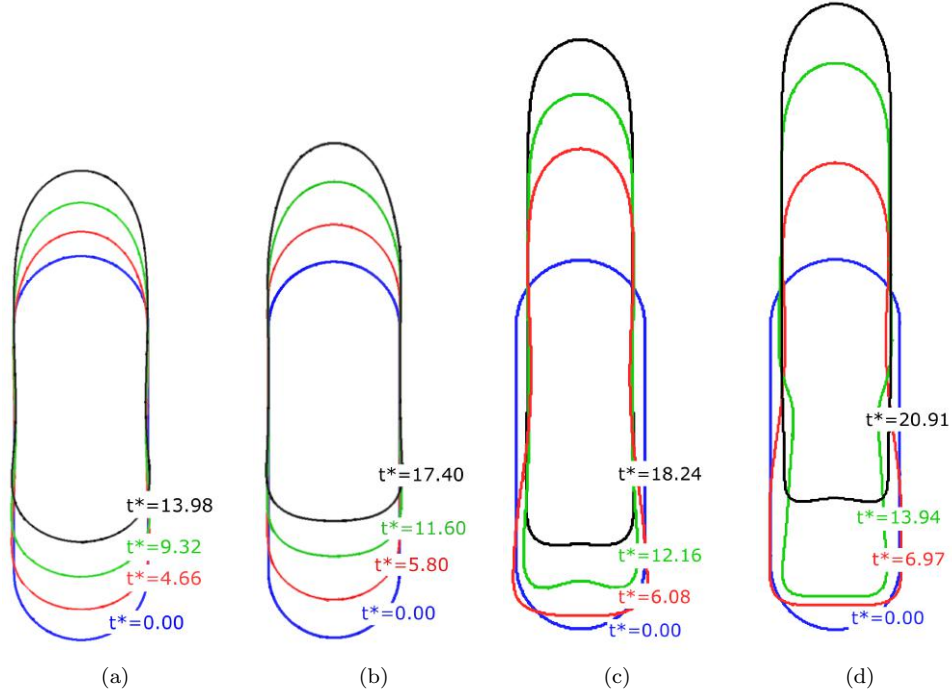 t*=13.98
t*=9.32
t*=4.66
t*=0.00
(a)
t*=17.40
t*=11.60
t*=5.80
t*=0.00
(b)
t*=18.24
t*=12.16
t*=6.08
t*=0.00
(c)
t*=20.91
t*=13.94
t*=6.97
t*=0.00
(d)